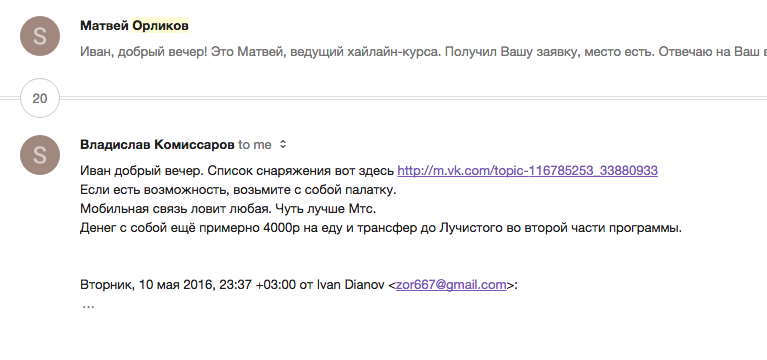 S
Матвей Орликов
Иван, добрый вечер! Это Матвей, ведущий хайлайн-курса. Получил Вашу заявку, место есть. Отвечаю на Ваш в
20
S
Владислав Комиссаров to me
Иван добрый вечер. Список снаряжения вот здесь http://m.vk.com/topic-116785253_33880933
Если есть возможность, возьмите с собой палатку.
Мобильная связь ловит любая. Чуть лучше Мтс.
Денег с собой ещё примерно 4000р на еду и трансфер до Лучистого во второй части программы.
Вторник, 10 мая 2016, 23:37 +03:00 от Ivan Dianov <zor667@gmail.com>:
...